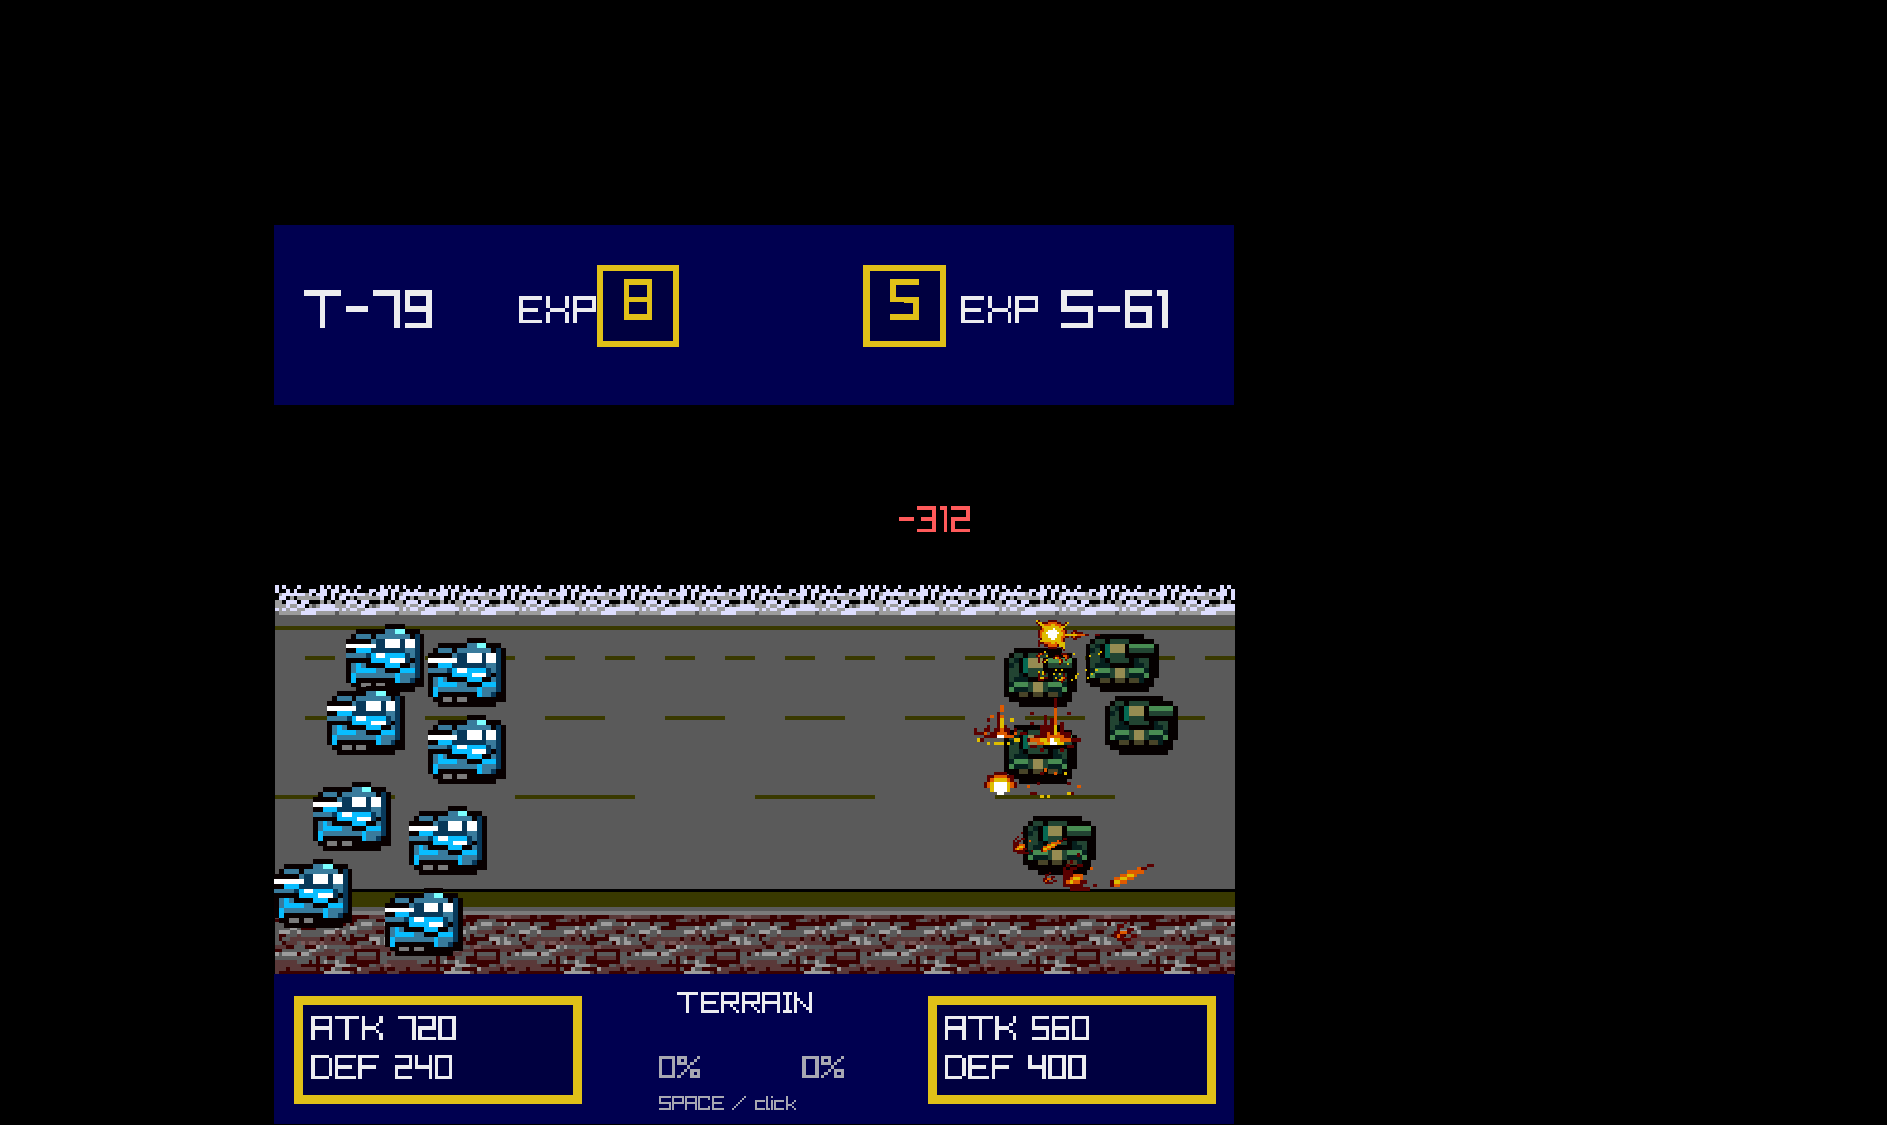 T-79 EXP 8 5 EXP S-61
-312
TERRAIN
ATK 720
DEF 240
0% 0%
ATK 560
DEF 400
SPACE / click